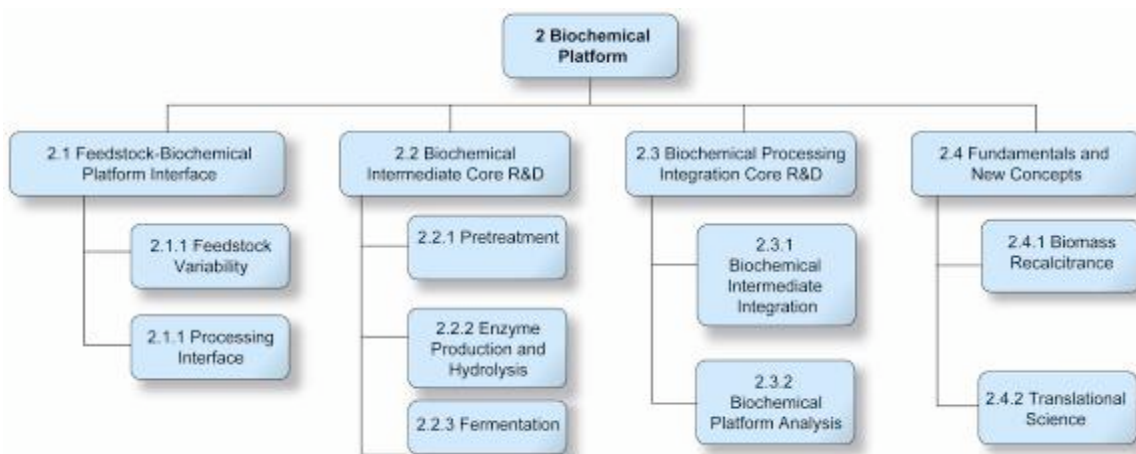 2 Biochemical
Platform
2.1 Feedstock-Biochemical
Platform Interface
2.2 Biochemical
Intermediate Core R&D
2.3 Biochemical Processing
Integration Core R&D
2.4 Fundamentals and
New Concepts
2.1.1 Feedstock
Variability
2.1.1 Processing
Interface
2.2.1 Pretreatment
2.2.2 Enzyme
Production and
Hydrolysis
2.2.3 Fermentation
2.3.1
Biochemical
Intermediate
Integration
2.3.2
Biochemical
Platform Analysis
2.4.1 Biomass
Recalcitrance
2.4.2 Translational
Science